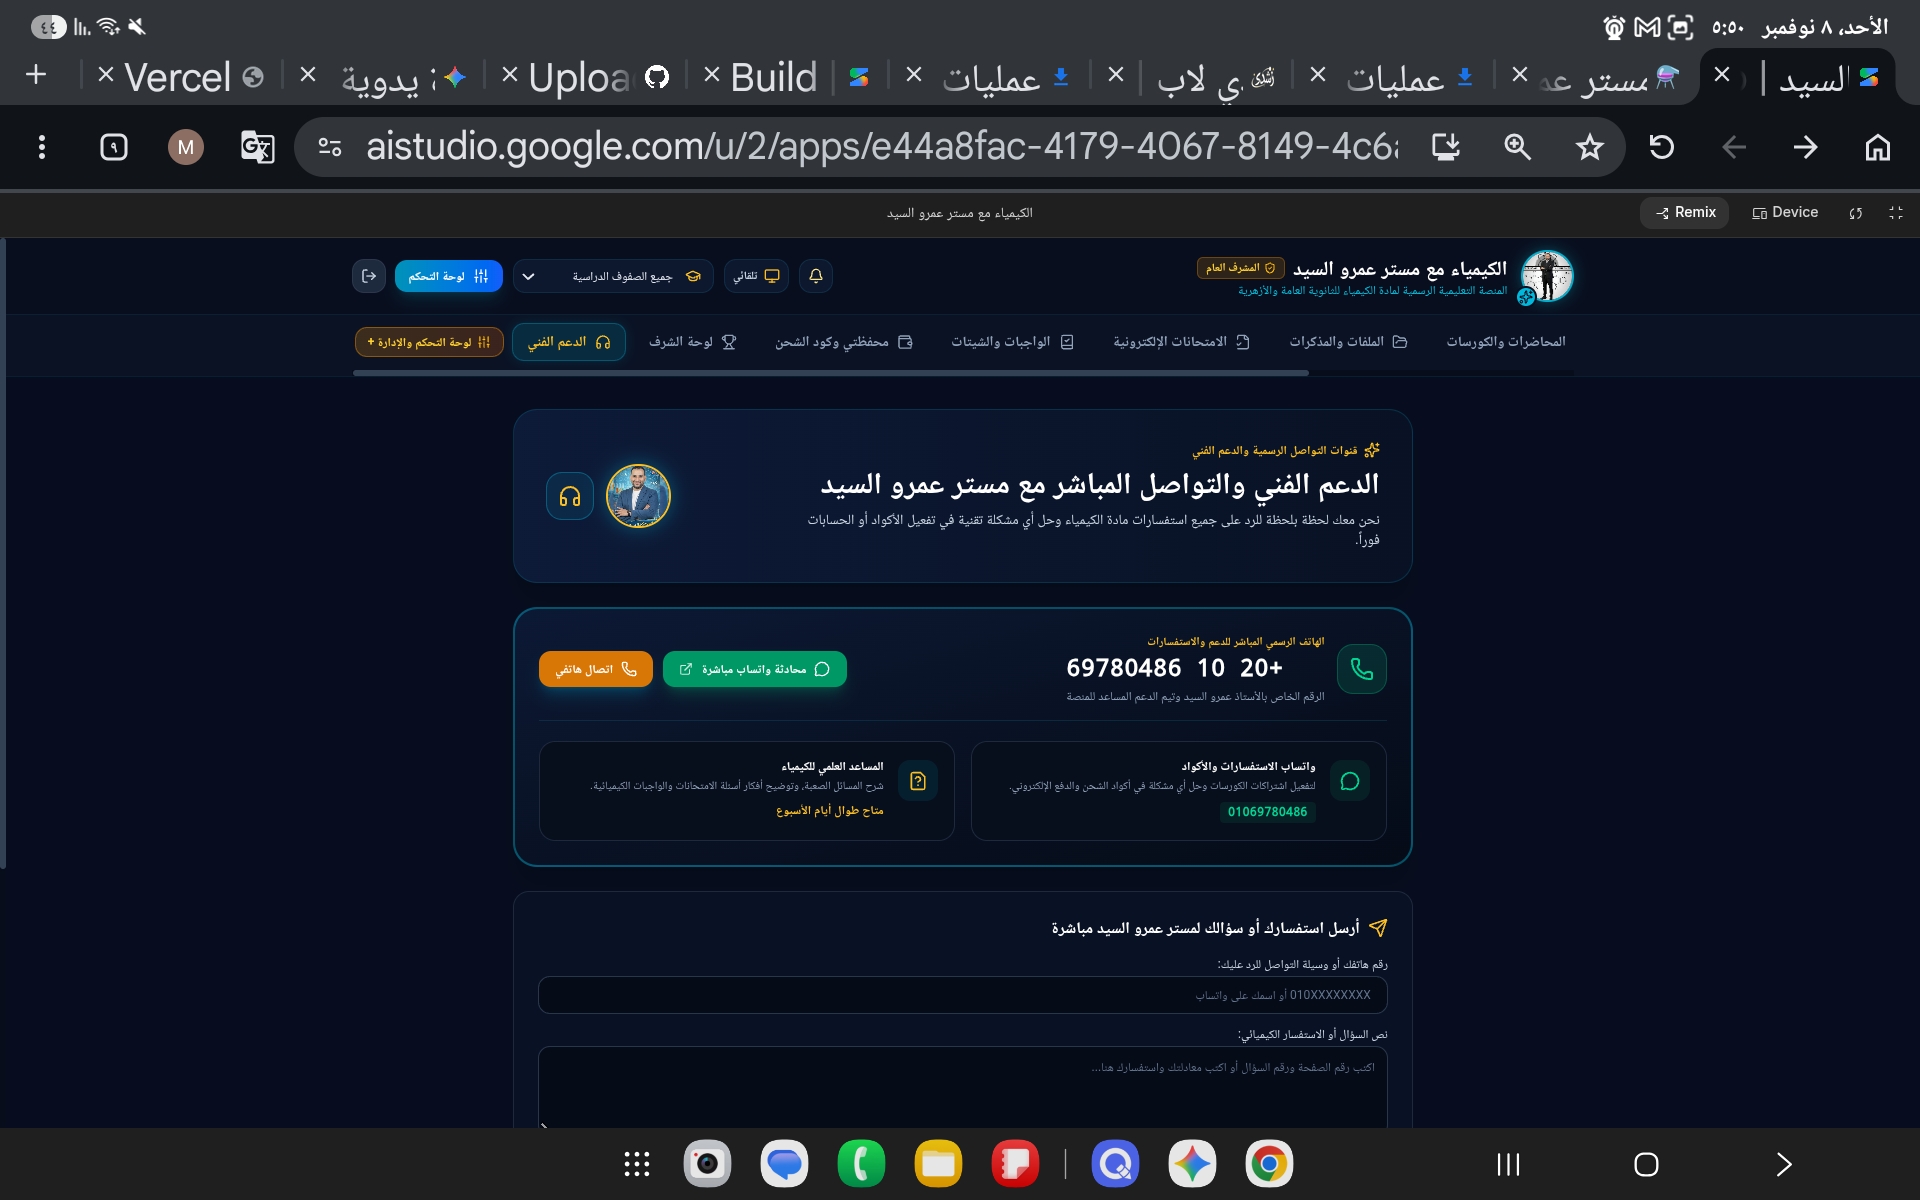 الأحد، ٨ نوفمبر ٥:٥٠
٤٤
السيد
مستر عم
عمليات
ي لاب
عمليات
Build
Uploa
يدوية
Vercel
aistudio.google.com/u/2/apps/e44a8fac-4179-4067-8149-4c6
M
٩
الكيمياء مع مستر عمرو السيد
Remix
Device
الكيمياء مع مستر عمرو السيد
المشرف العام
المنصة التعليمية الرسمية لمادة الكيمياء للثانوية العامة والأزهرية
تلقائي
جميع الصفوف الدراسية
لوحة التحكم
المحاضرات والكورسات
الملفات والمذكرات
الامتحانات الإلكترونية
الواجبات والشيتات
محفظتي وكود الشحن
لوحة الشرف
الدعم الفني
لوحة التحكم والإدارة +
قنوات التواصل الرسمية والدعم الفني
الدعم الفني والتواصل المباشر مع مستر عمرو السيد
نحن معك لحظة بلحظة للرد على جميع استفسارات مادة الكيمياء وحل أي مشكلة تقنية في تفعيل الأكواد أو الحسابات
فوراً.
الهاتف الرسمي المباشر للدعم والاستفسارات
69780486 10 20+
الرقم الخاص بالأستاذ عمرو السيد وتيم الدعم المساعد للمنصة
محادثة واتساب مباشرة
اتصال هاتفي
واتساب الاستفسارات والأكواد
لتفعيل اشتراكات الكورسات وحل أي مشكلة في أكواد الشحن والدفع الإلكتروني.
01069780486
المساعد العلمي للكيمياء
شرح المسائل الصعبة، وتوضيح أفكار أسئلة الامتحانات والواجبات الكيميائية.
متاح طوال أيام الأسبوع
أرسل استفسارك أو سؤالك لمستر عمرو السيد مباشرة
رقم هاتفك أو وسيلة التواصل للرد عليك:
010XXXXXXXX أو اسمك على واتساب
نص السؤال أو الاستفسار الكيميائي:
اكتب رقم الصفحة ورقم السؤال أو اكتب معادلتك واستفسارك هنا...